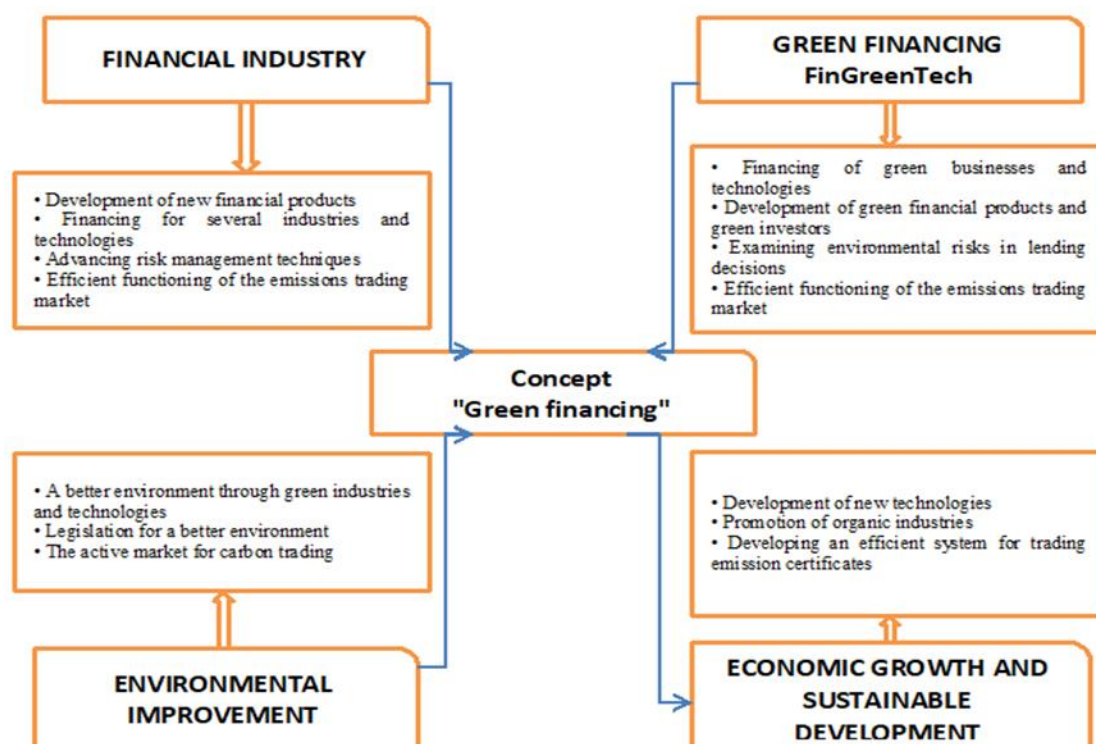 FINANCIAL INDUSTRY
• Development of new financial products
• Financing for several industries and
technologies
• Advancing risk management techniques
• Efficient functioning of the emissions trading
market
GREEN FINANCING
FinGreenTech
• Financing of green businesses and
technologies
• Development of green financial products and
green investors
• Examining environmental risks in lending
decisions
• Efficient functioning of the emissions trading
market
Concept
"Green financing"
• A better environment through green industries
and technologies
• Legislation for a better environment
• The active market for carbon trading
ENVIRONMENTAL
IMPROVEMENT
• Development of new technologies
• Promotion of organic industries
• Developing an efficient system for trading
emission certificates
ECONOMIC GROWTH AND
SUSTAINABLE
DEVELOPMENT